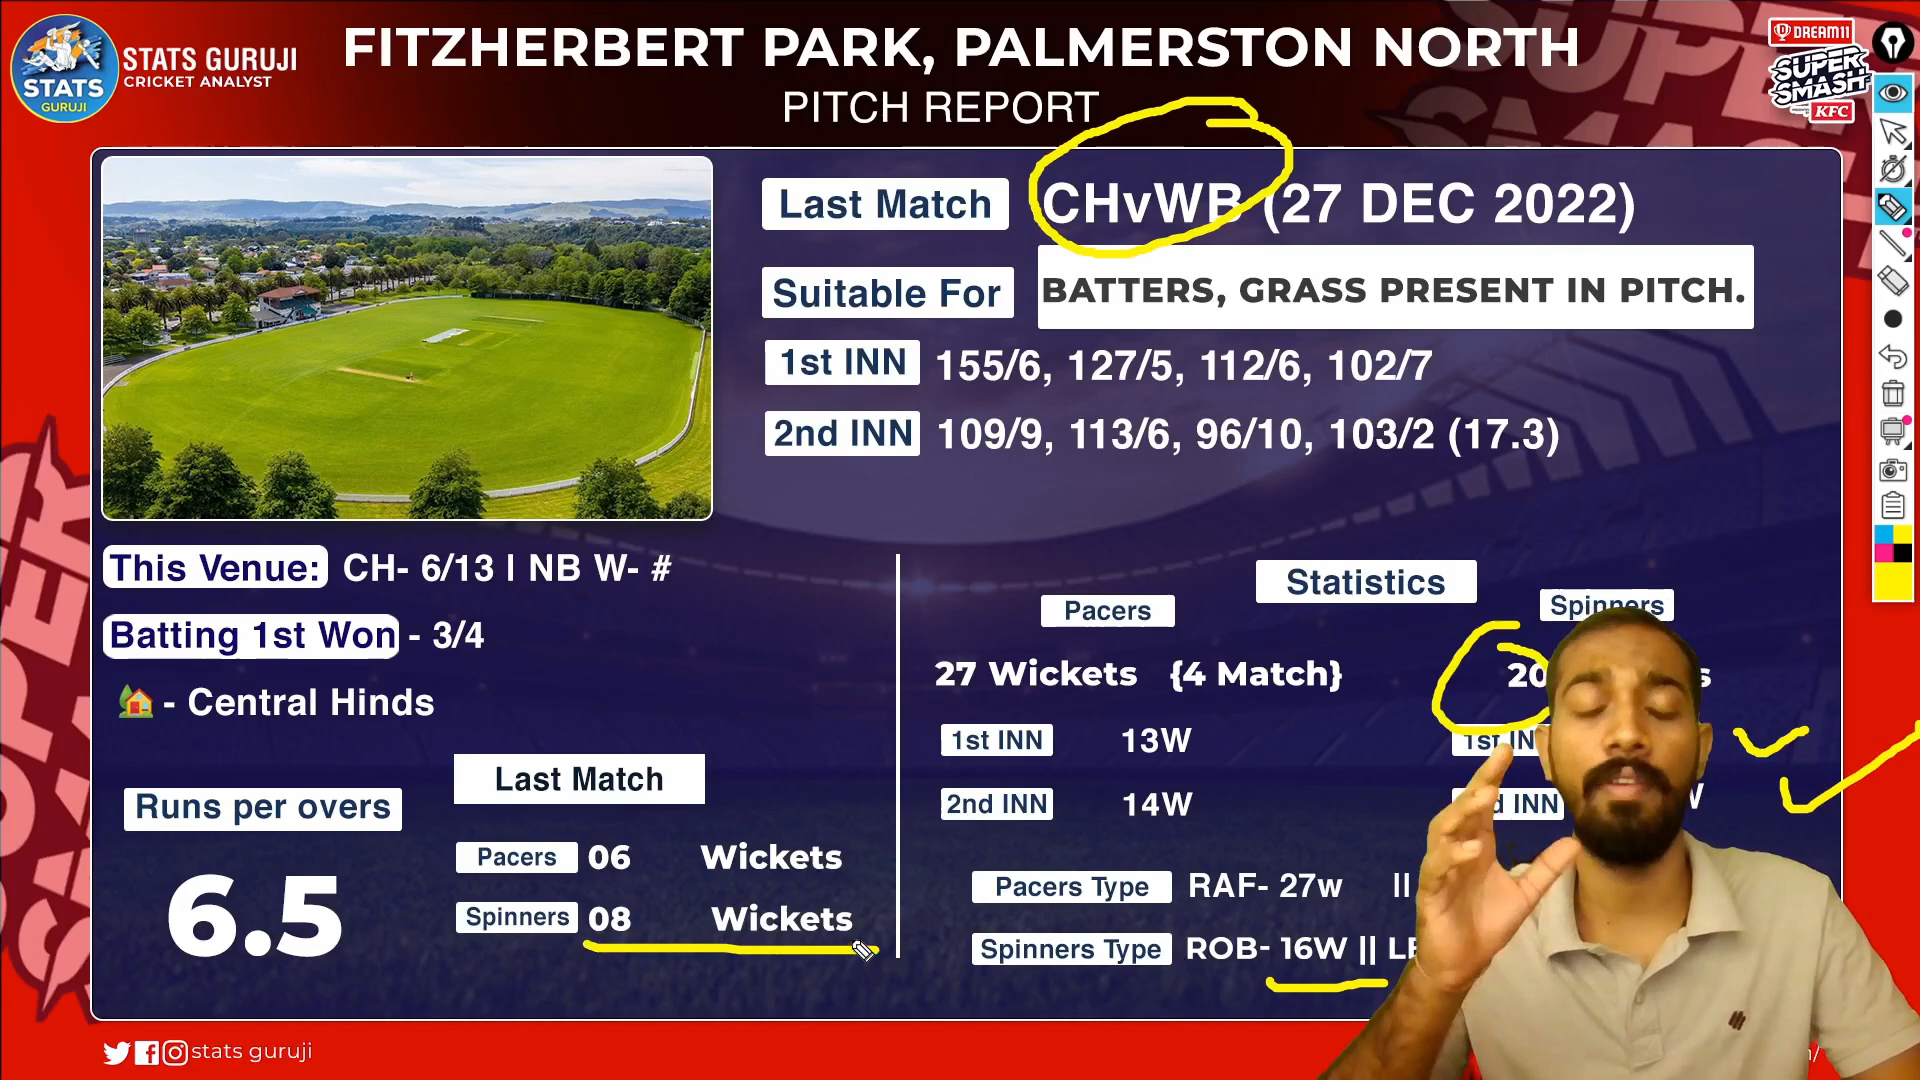 STATS GURUJI
CRICKET ANALYST
STATS
GURUJI
FITZHERBERT PARK, PALMERSTON NORTH
PITCH REPORT
DREAM11
SUPER
SMASH
KFC
Last Match CHvWB (27 DEC 2022)
Suitable For BATTERS, GRASS PRESENT IN PITCH.
1st INN 155/6, 127/5, 112/6, 102/7
2nd INN 109/9, 113/6, 96/10, 103/2 (17.3)
This Venue: CH- 6/13 | NB W- #
Batting 1st Won - 3/4
- Central Hinds
Runs per overs
6.5
Last Match
Pacers 06 Wickets
Spinners 08 Wickets
Statistics
Pacers
27 Wickets {4 Match}
1st INN 13W
2nd INN 14W
Spinners
20
1st IN
INN
Pacers Type RAF- 27w ||
Spinners Type ROB- 16W ||
stats guruji